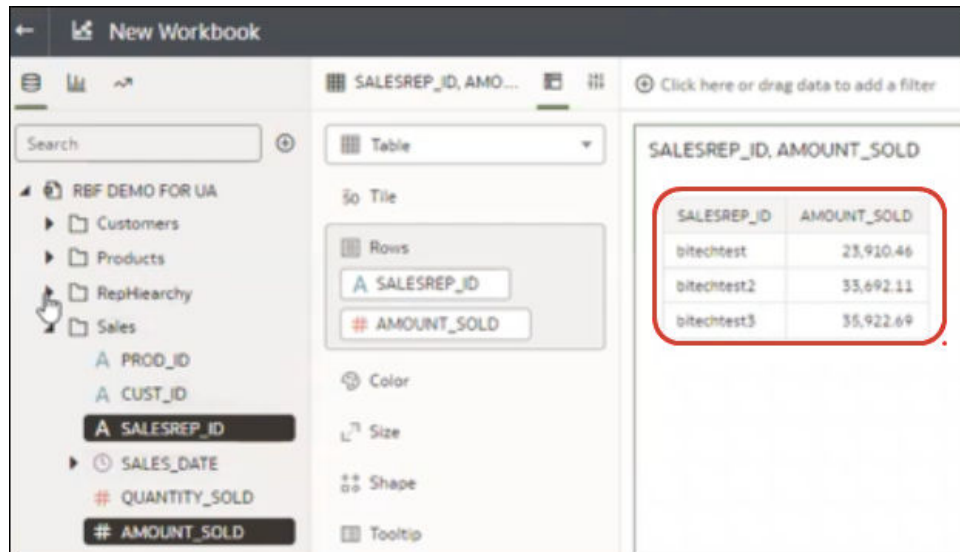 New Workbook
Search
RBF DEMO FOR UA
Customers
Products
RepHiearchy
Sales
A PROD_ID
A CUST_ID
A SALESREP_ID
SALES_DATE
# QUANTITY_SOLD
# AMOUNT_SOLD
SALESREP_ID, AMO...
Table
Tile
Rows
A SALESREP_ID
# AMOUNT_SOLD
Color
Size
Shape
Tooltip
Click here or drag data to add a filter
SALESREP_ID, AMOUNT_SOLD
SALESREP_ID AMOUNT_SOLD
bitechtest 23,910.46
bitechtest2 33,692.11
bitechtest3 35,922.69